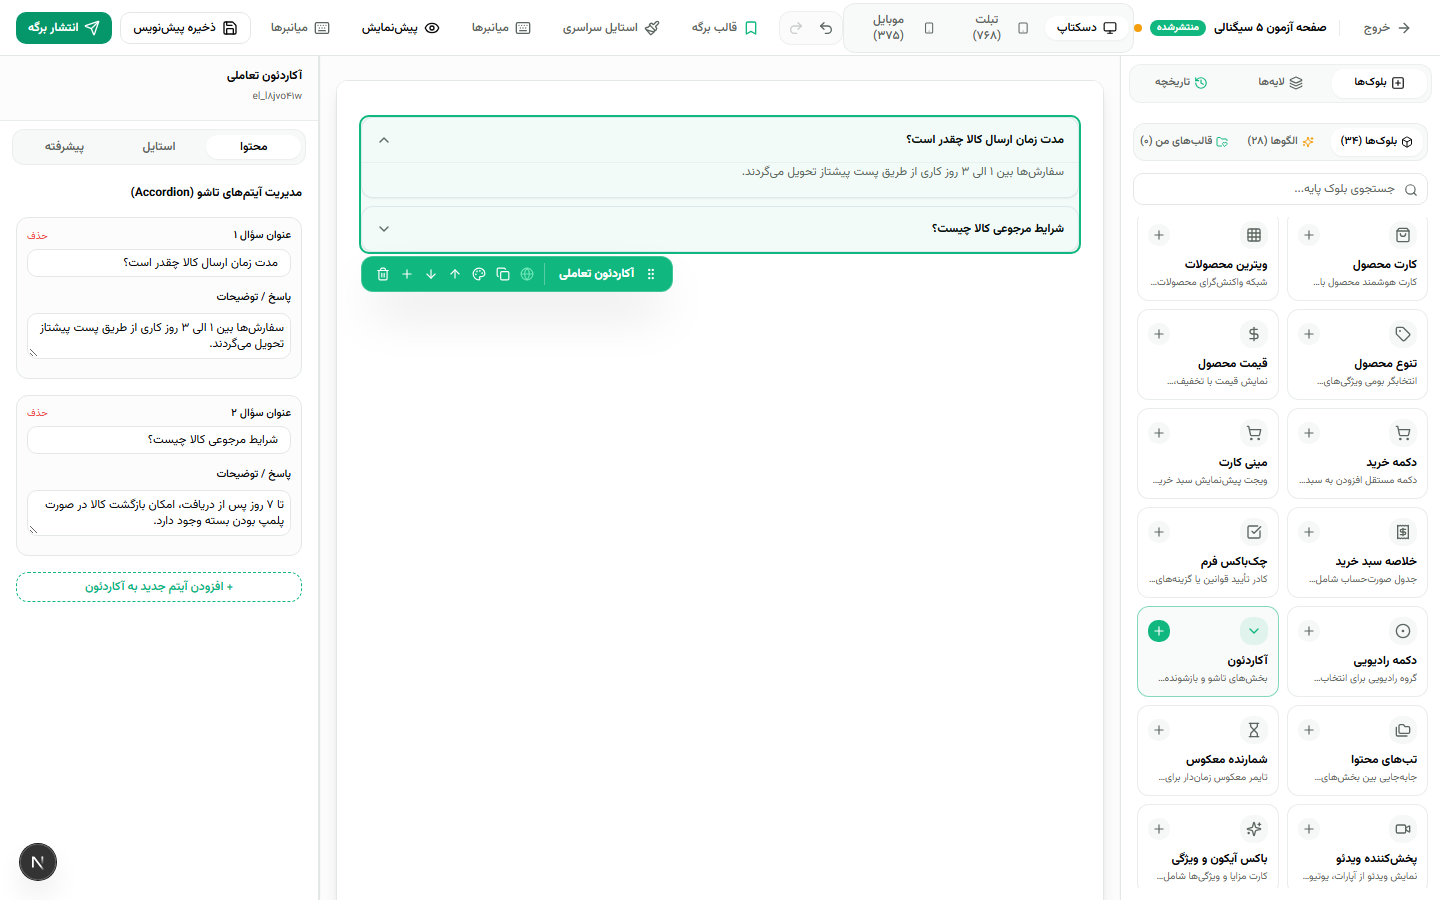 خروج
صفحه آزمون ۵ سیگنالی
منتشرشده
دسکتاپ
تبلت (۷۶۸)
موبایل (۳۷۵)
قالب برگه
استایل سراسری
میانبرها
پیش‌نمایش
میانبرها
ذخیره پیش‌نویس
انتشار برگه
بلوک‌ها
لایه‌ها
تاریخچه
بلوک‌ها (۳۴)
الگوها (۲۸)
قالب‌های من (۰)
جستجوی بلوک پایه...
کارت محصول
کارت هوشمند محصول با...
ویترین محصولات
شبکه واکنش‌گرای محصولات...
تنوع محصول
انتخابگر بومی ویژگی‌های...
قیمت محصول
نمایش قیمت با تخفیف،...
دکمه خرید
دکمه مستقل افزودن به سبد...
مینی کارت
ویجت پیش‌نمایش سبد خرید...
خلاصه سبد خرید
جدول صورت‌حساب شامل...
چک‌باکس فرم
کادر تأیید قوانین یا گزینه‌های...
دکمه رادیویی
گروه رادیویی برای انتخاب...
آکاردئون
بخش‌های تاشو و بازشونده...
تب‌های محتوا
جابه‌جایی بین بخش‌های...
شمارنده معکوس
تایمر معکوس زمان‌دار برای...
پخش‌کننده ویدئو
نمایش ویدئو از آپارات، یوتیو...
باکس آیکون و ویژگی
کارت مزایا و ویژگی‌ها شامل...
مدت زمان ارسال کالا چقدر است؟
سفارش‌ها بین ۱ الی ۳ روز کاری از طریق پست پیشتاز تحویل می‌گردند.
شرایط مرجوعی کالا چیست؟
آکاردئون تعاملی
آکاردئون تعاملی
el_l۸jvo۴۱w
محتوا
استایل
پیشرفته
مدیریت آیتم‌های تاشو (Accordion)
عنوان سؤال ۱
حذف
مدت زمان ارسال کالا چقدر است؟
پاسخ / توضیحات
سفارش‌ها بین ۱ الی ۳ روز کاری از طریق پست پیشتاز
تحویل می‌گردند.
عنوان سؤال ۲
حذف
شرایط مرجوعی کالا چیست؟
پاسخ / توضیحات
تا ۷ روز پس از دریافت، امکان بازگشت کالا در صورت
پلمپ بودن بسته وجود دارد.
+ افزودن آیتم جدید به آکاردئون
N